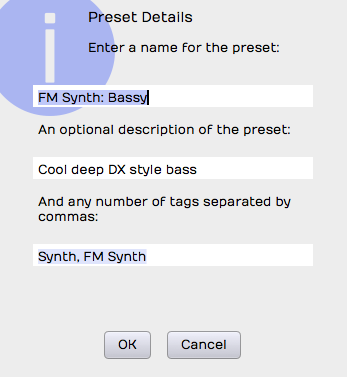 Preset Details
Enter a name for the preset:
FM Synth: Bassy
An optional description of the preset:
Cool deep DX style bass
And any number of tags separated by
commas:
Synth, FM Synth
OK Cancel